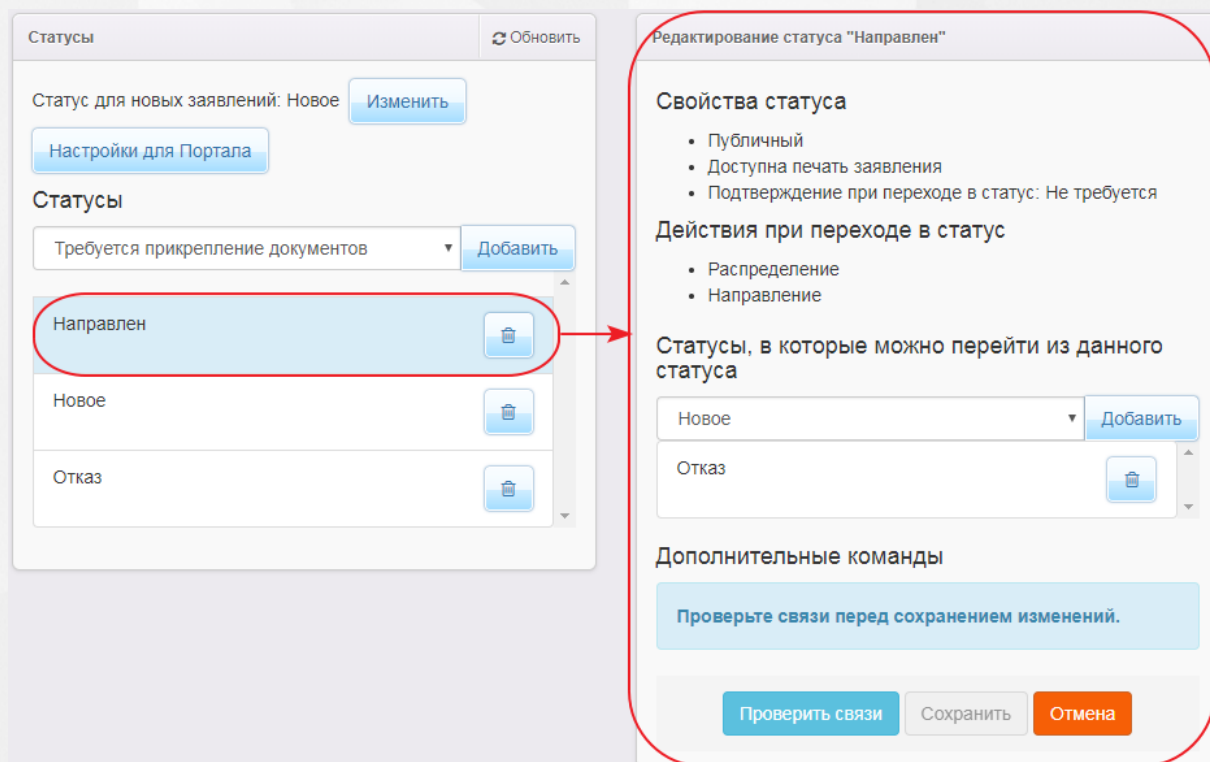 Статусы
Обновить
Статус для новых заявлений: Новое
Изменить
Настройки для Портала
Статусы
Требуется прикрепление документов
Добавить
Направлен
Новое
Отказ
Редактирование статуса "Направлен"
Свойства статуса
• Публичный
• Доступна печать заявления
• Подтверждение при переходе в статус: Не требуется
Действия при переходе в статус
• Распределение
• Направление
Статусы, в которые можно перейти из данного
статуса
Новое
Добавить
Отказ
Дополнительные команды
Проверьте связи перед сохранением изменений.
Проверить связи
Сохранить
Отмена